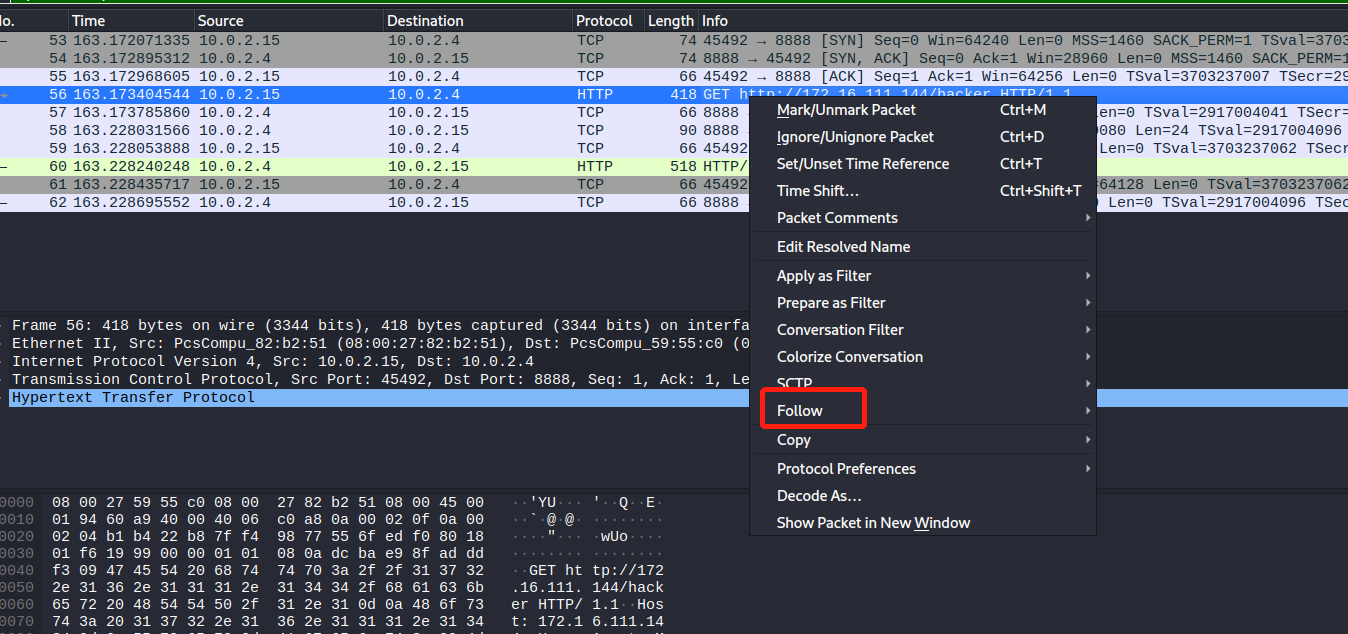 o. Time Source Destination Protocol Length Info
53 163.172071335 10.0.2.15 10.0.2.4 TCP 74 45492 → 8888 [SYN] Seq=0 Win=64240 Len=0 MSS=1460 SACK_PERM=1 TSval=3703
54 163.172895312 10.0.2.4 10.0.2.15 TCP 74 8888 → 45492 [SYN, ACK] Seq=0 Ack=1 Win=28960 Len=0 MSS=1460 SACK_PERM=1
55 163.172968605 10.0.2.15 10.0.2.4 TCP 66 45492 → 8888 [ACK] Seq=1 Ack=1 Win=64256 Len=0 TSval=3703237007 TSecr=29
56 163.173404544 10.0.2.15 10.0.2.4 HTTP 418 GET http://172.16.111.144/hacker HTTP/1.1
57 163.173785860 10.0.2.4 10.0.2.15 TCP 66 8888 Len=0 TSval=2917004041 TSecr=
58 163.228031566 10.0.2.4 10.0.2.15 TCP 90 8888 → 080 Len=24 TSval=2917004096
59 163.228053888 10.0.2.15 10.0.2.4 TCP 66 45492 Len=0 TSval=3703237062 TSecr
60 163.228240248 10.0.2.4 10.0.2.15 HTTP 518 HTTP/
61 163.228435717 10.0.2.15 10.0.2.4 TCP 66 45492 =64128 Len=0 TSval=3703237062
62 163.228695552 10.0.2.4 10.0.2.15 TCP 66 8888 → Len=0 TSval=2917004096 TSec
Mark/Unmark Packet Ctrl+M
Ignore/Unignore Packet Ctrl+D
Set/Unset Time Reference Ctrl+T
Time Shift… Ctrl+Shift+T
Packet Comments
Edit Resolved Name
Apply as Filter
Prepare as Filter
Conversation Filter
Colorize Conversation
SCTP
Follow
Copy
Protocol Preferences
Decode As…
Show Packet in New Window
Frame 56: 418 bytes on wire (3344 bits), 418 bytes captured (3344 bits) on interfa
Ethernet II, Src: PcsCompu_82:b2:51 (08:00:27:82:b2:51), Dst: PcsCompu_59:55:c0 (0
Internet Protocol Version 4, Src: 10.0.2.15, Dst: 10.0.2.4
Transmission Control Protocol, Src Port: 45492, Dst Port: 8888, Seq: 1, Ack: 1, Le
Hypertext Transfer Protocol
0000 08 00 27 59 55 c0 08 00 27 82 b2 51 08 00 45 00 ··'YU··· '··Q··E·
0010 01 94 60 a9 40 00 40 06 c0 a8 0a 00 02 0f 0a 00 ··`·@·@· ········
0020 02 04 b1 b4 22 b8 7f f4 98 77 55 6f ed f0 80 18 ····"··· ·wUo····
0030 01 f6 19 99 00 00 01 01 08 0a dc ba e9 8f ad dd ········ ········
0040 f3 09 47 45 54 20 68 74 74 70 3a 2f 2f 31 37 32 ··GET ht tp://172
0050 2e 31 36 2e 31 31 31 2e 31 34 34 2f 68 61 63 6b .16.111. 144/hack
0060 65 72 20 48 54 54 50 2f 31 2e 31 0d 0a 48 6f 73 er HTTP/ 1.1··Hos
0070 74 3a 20 31 37 32 2e 31 36 2e 31 31 31 2e 31 34 t: 172.1 6.111.14